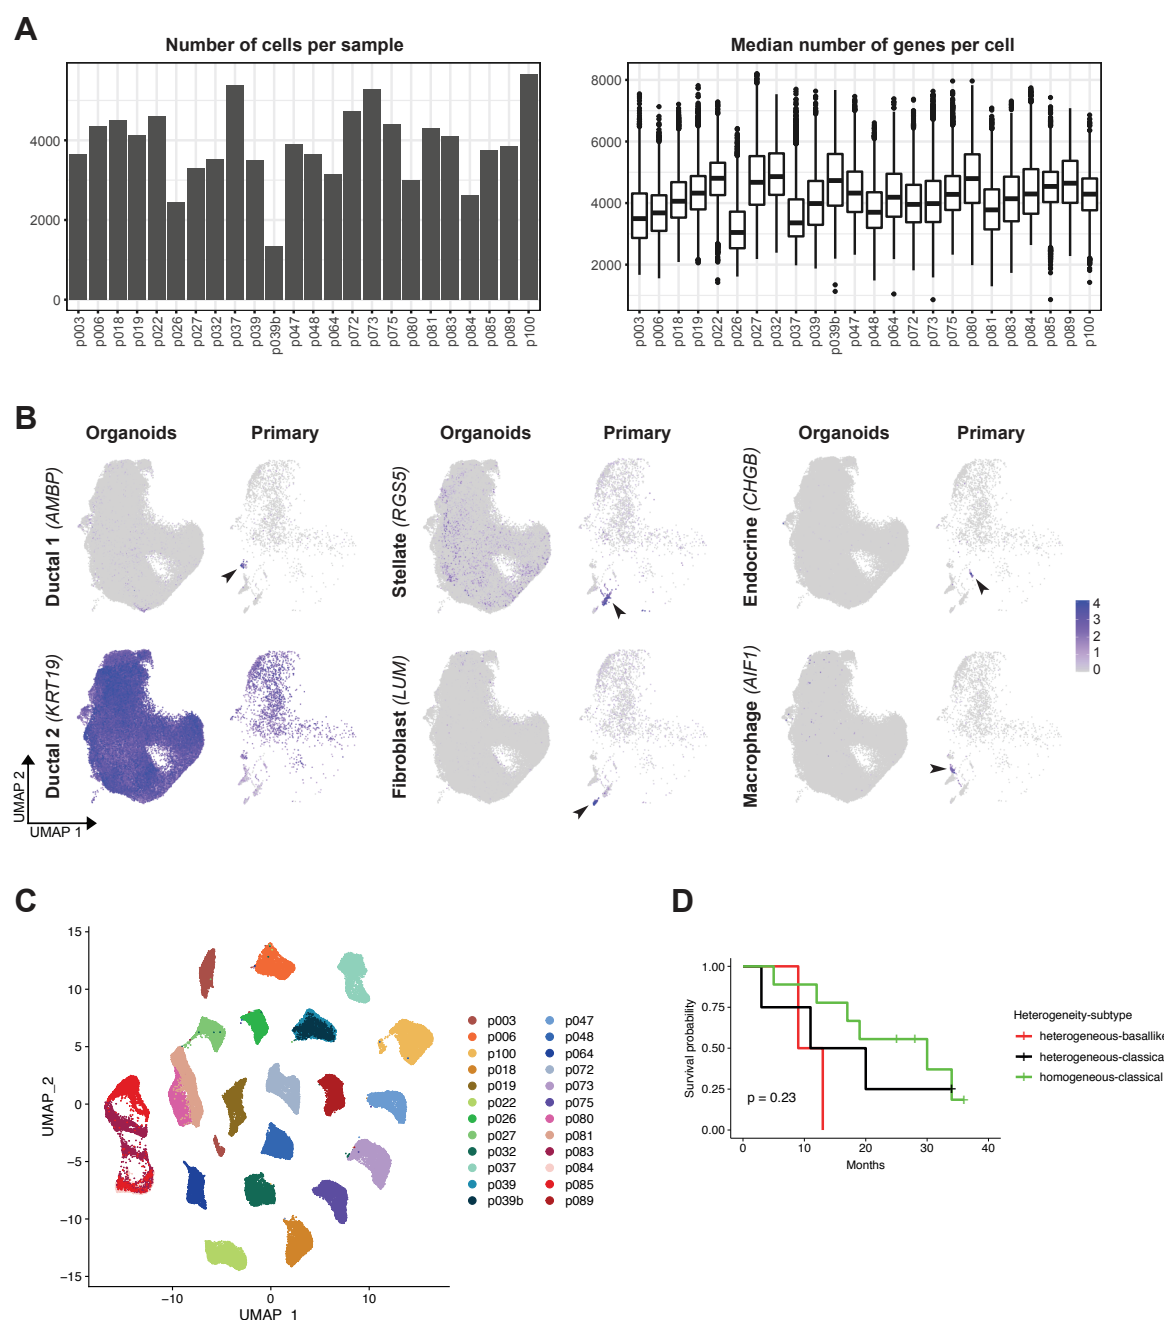 A
Number of cells per sample
Median number of genes per cell
4000
2000
0
p003 p006 p018 p019 p022 p026 p027 p032 p037 p039 p039b p047 p048 p064 p072 p073 p075 p080 p081 p083 p084 p085 p089 p100
8000
6000
4000
2000
p003 p006 p018 p019 p022 p026 p027 p032 p037 p039 p039b p047 p048 p064 p072 p073 p075 p080 p081 p083 p084 p085 p089 p100
B
Organoids Primary Organoids Primary Organoids Primary
Ductal 1 (AMBP)
Stellate (RGS5)
Endocrine (CHGB)
4
3
2
1
0
Ductal 2 (KRT19)
Fibroblast (LUM)
Macrophage (AIF1)
UMAP 2
UMAP 1
C
15
10
5
0
−5
−10
−15
UMAP_2
−10 0 10
UMAP_1
p003 p047
p006 p048
p100 p064
p018 p072
p019 p073
p022 p075
p026 p080
p027 p081
p032 p083
p037 p084
p039 p085
p039b p089
D
1.00
0.75
0.50
0.25
0.00
Survival probability
p = 0.23
0 10 20 30 40
Months
Heterogeneity-subtype
heterogeneous-basallike
heterogeneous-classica
homogeneous-classical